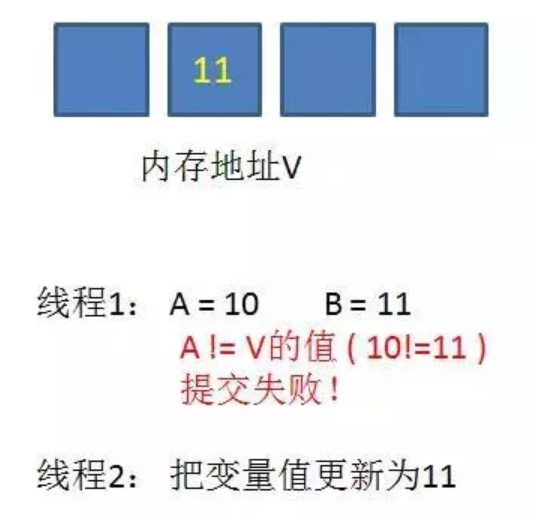 11
内存地址V
线程1： A = 10 B = 11
A != V的值 ( 10!=11 )
提交失败！
线程2： 把变量值更新为11